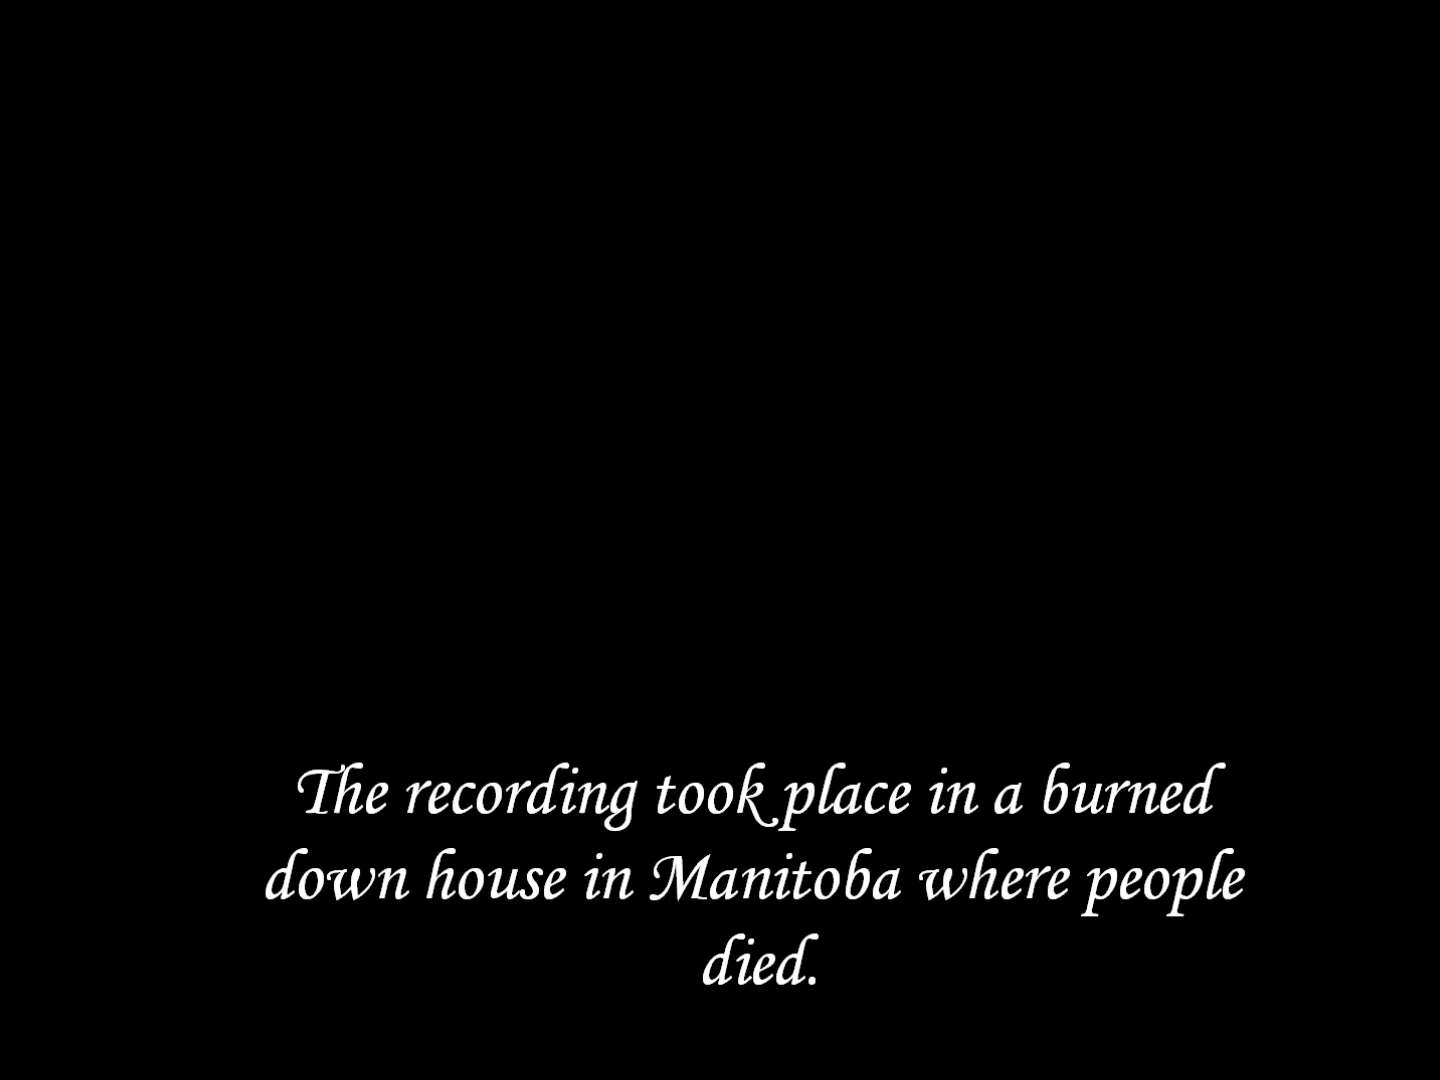 The recording took place in a burned
down house in Manitoba where people
died.